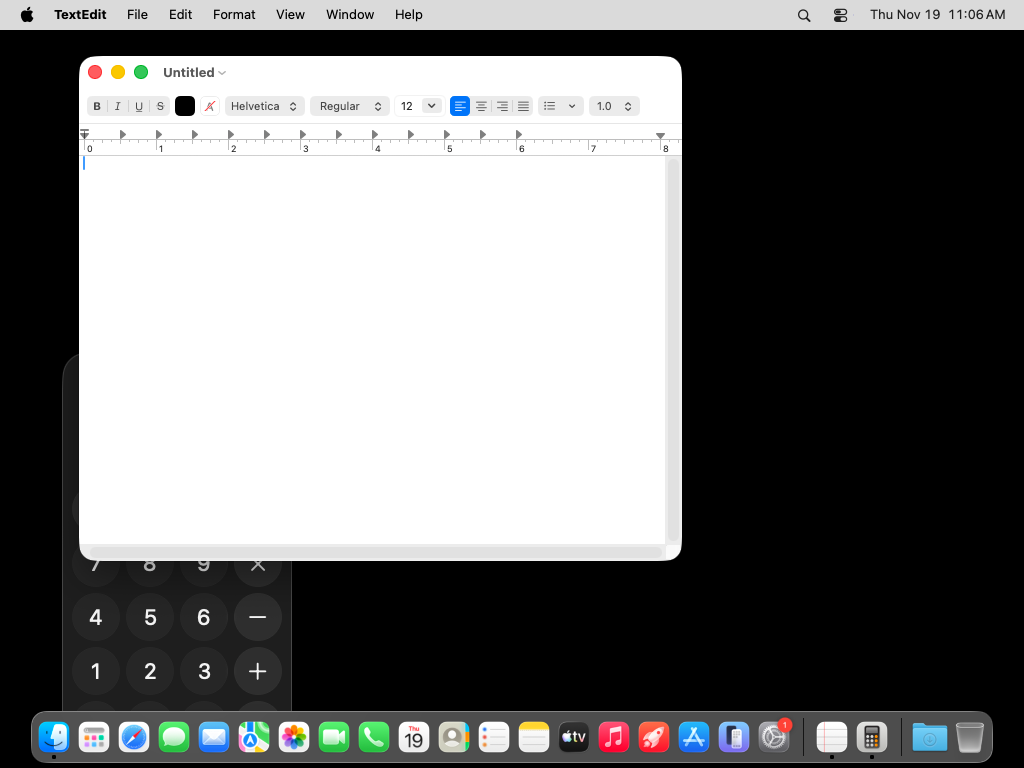 TextEdit File Edit Format View Window Help Thu Nov 19 11:06 AM
Untitled
B I U S Helvetica Regular 12 1.0
0 1 2 3 4 5 6 7 8
7 8 9 ×
4 5 6 −
1 2 3 +
Thu
19
tv
1